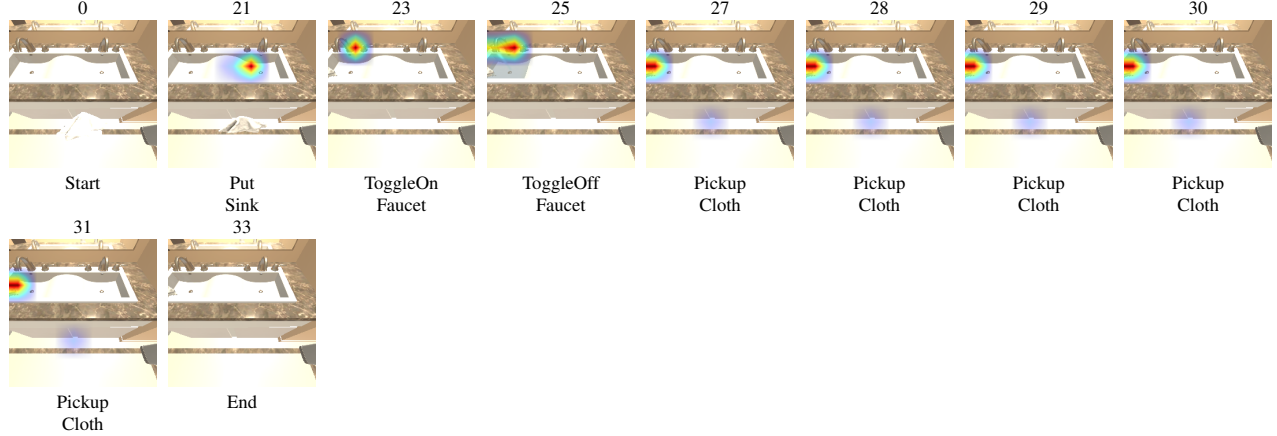 0 21 23 25 27 28 29 30
Start Put ToggleOn ToggleOff Pickup Pickup Pickup Pickup
Sink Faucet Faucet Cloth Cloth Cloth Cloth
31 33
Pickup End
Cloth